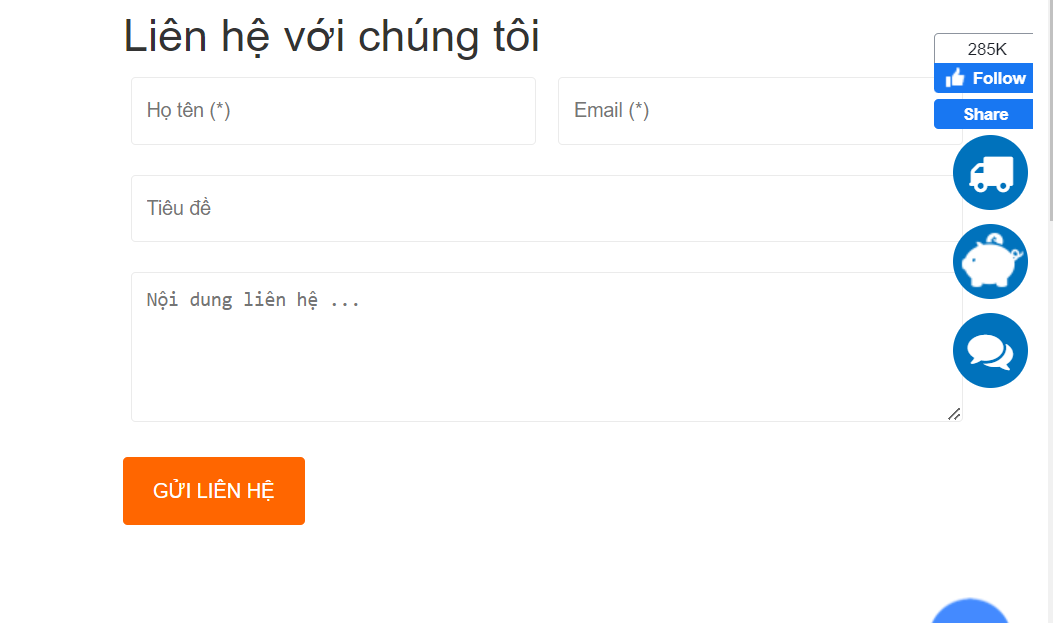 Liên hệ với chúng tôi
285K
Follow
Share
Họ tên (*)
Email (*)
Tiêu đề
Nội dung liên hệ ...
GỬI LIÊN HỆ